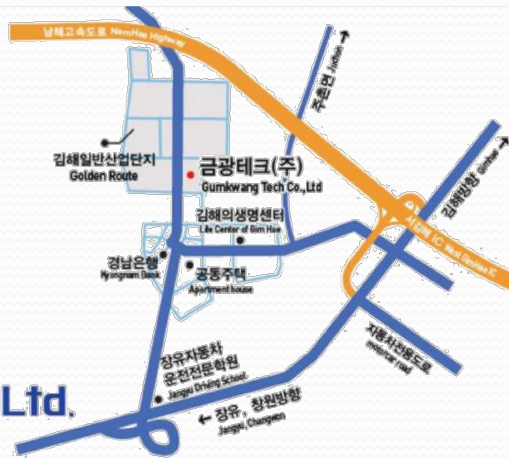 남해고속도로 NamHae Highway
주촌면 Juchon
김해일반산업단지
Golden Route
금광테크(주)
Gumkwang Tech Co.,Ltd
김해방향 Gimhae
김해의생명센터
Life Center of Gim Hae
서김해 IC West GimHae IC
경남은행
Kyongnam Bank
공동주택
Apartment house
자동차전용도로
motorcar road
장유자동차
운전전문학원
Jangyu Driving School
Ltd.
← 장유, 창원방향
Jangyu, Changwon